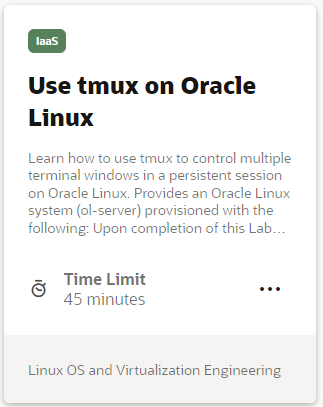 IaaS
Use tmux on Oracle
Linux
Learn how to use tmux to control multiple
terminal windows in a persistent session
on Oracle Linux. Provides an Oracle Linux
system (ol-server) provisioned with the
following: Upon completion of this Lab...
Time Limit
45 minutes
Linux OS and Virtualization Engineering